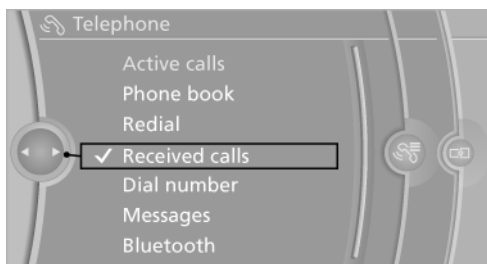 Telephone
Active calls
Phone book
Redial
Received calls
Dial number
Messages
Bluetooth